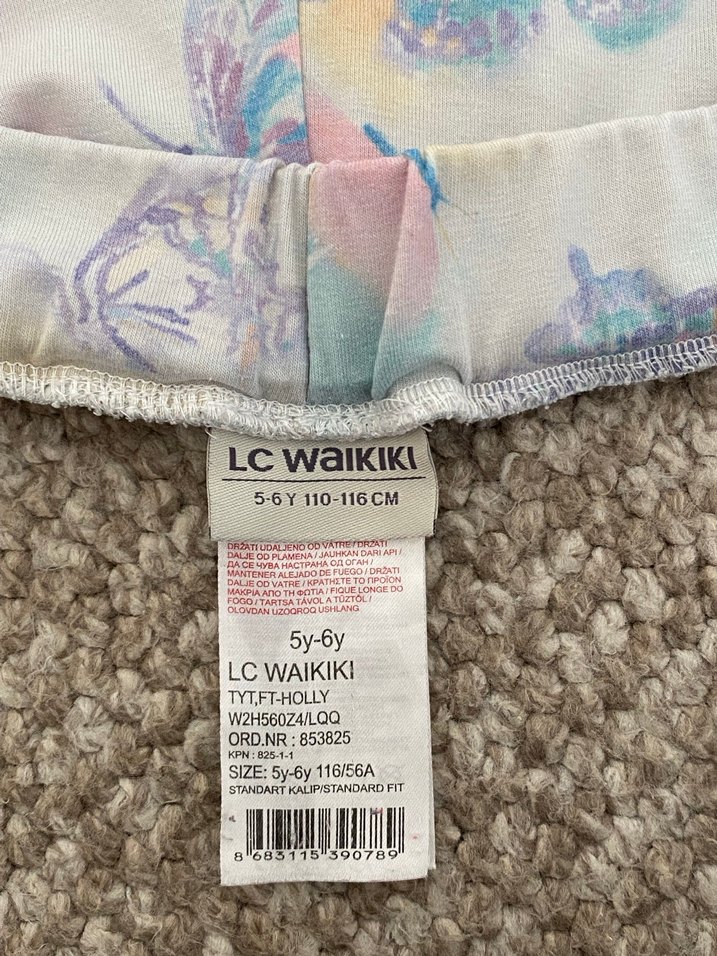 LC WAIKIKI
5-6 Y 110-116 CM
DRŽATI UDALJENO OD VATRE / DRŽATI
DALJE OD PLAMENA / JAUHKAN DARI API /
ДА СЕ ЧУВА НАСТРАНА ОД ОГАН /
MANTENER ALEJADO DE FUEGO / DRŽATI
DALJE OD VATRE / ΚΡΑΤΗΣΤΕ ΤΟ ΠΡΟΪΟΝ
ΜΑΚΡΙΑ ΑΠΟ ΤΗ ΦΩΤΙΑ / FIQUE LONGE DO
FOGO / TARTSA TÁVOL A TŰZTŐL /
OLOVDAN UZOQROQ USHLANG
5y-6y
LC WAIKIKI
TYT,FT-HOLLY
W2H560Z4/LQQ
ORD.NR : 853825
KPN : 825-1-1
SIZE: 5y-6y 116/56A
STANDART KALIP/STANDARD FIT
8 683115 390789